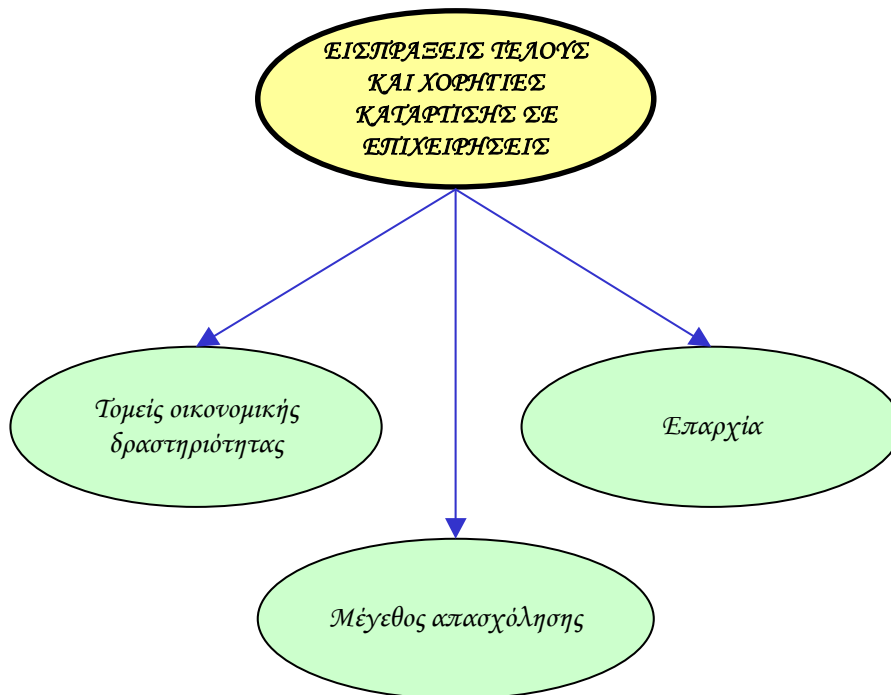 ΕΙΣΠΡΑΞΕΙΣ ΤΕΛΟΥΣ
ΚΑΙ ΧΟΡΗΓΙΕΣ
ΚΑΤΑΡΤΙΣΗΣ ΣΕ
ΕΠΙΧΕΙΡΗΣΕΙΣ
Τομείς οικονομικής
δραστηριότητας
Επαρχία
Μέγεθος απασχόλησης